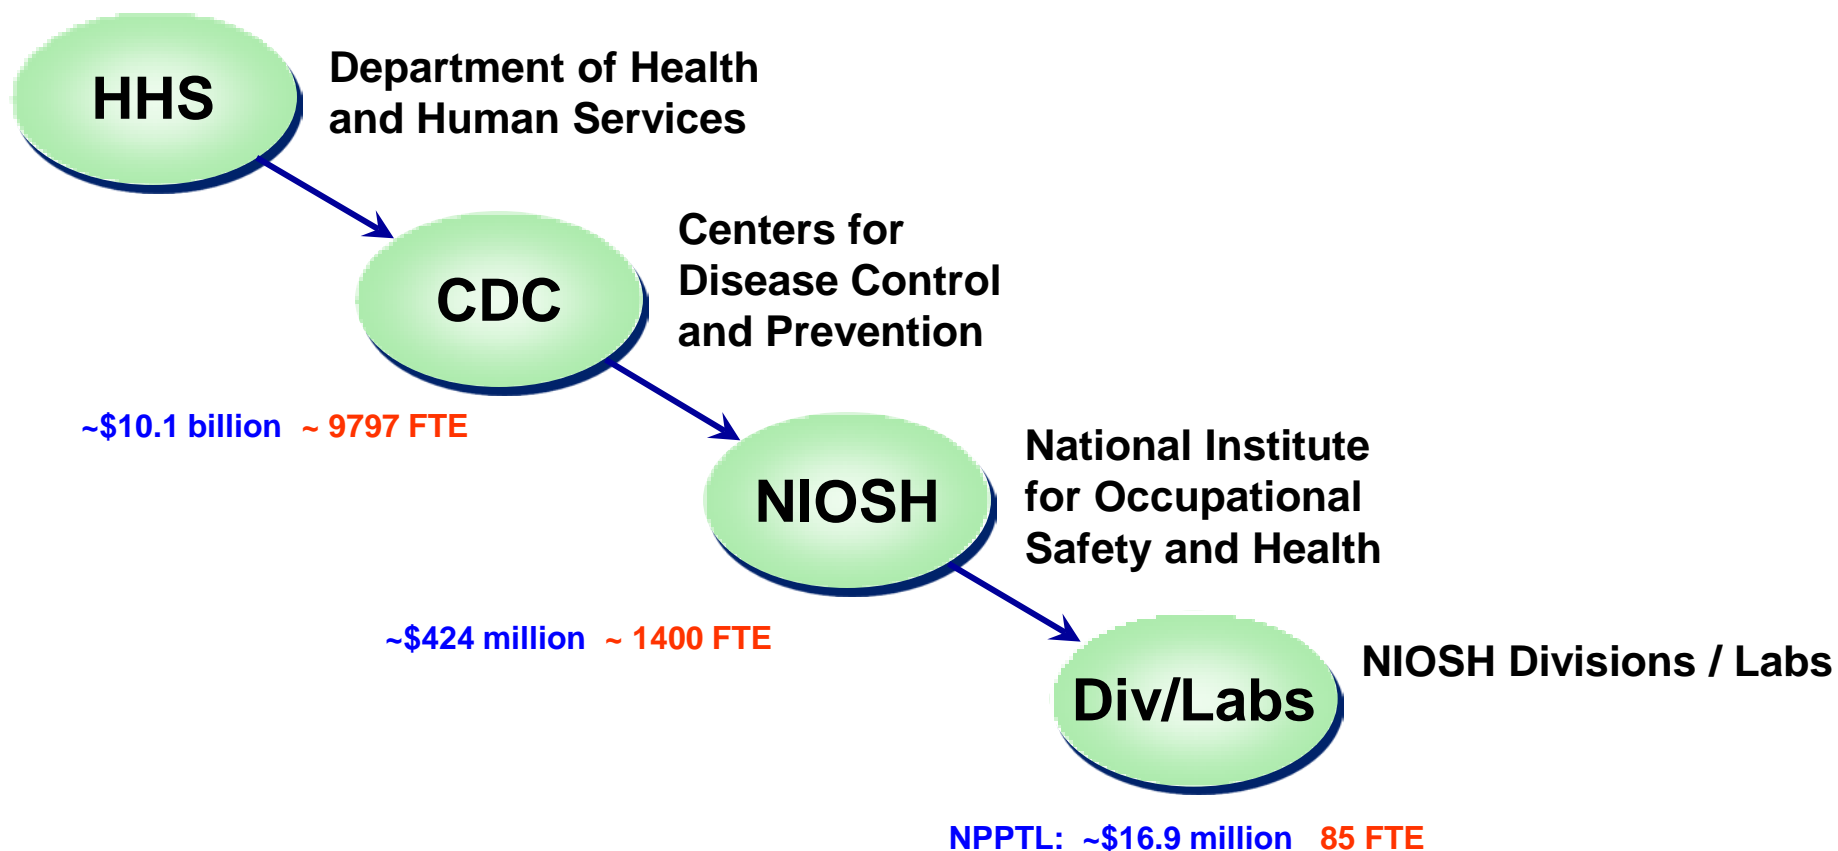 HHS
Department of Health
and Human Services
CDC
Centers for
Disease Control
and Prevention
~$10.1 billion ~ 9797 FTE
NIOSH
National Institute
for Occupational
Safety and Health
~$424 million ~ 1400 FTE
Div/Labs
NIOSH Divisions / Labs
NPPTL: ~$16.9 million 85 FTE